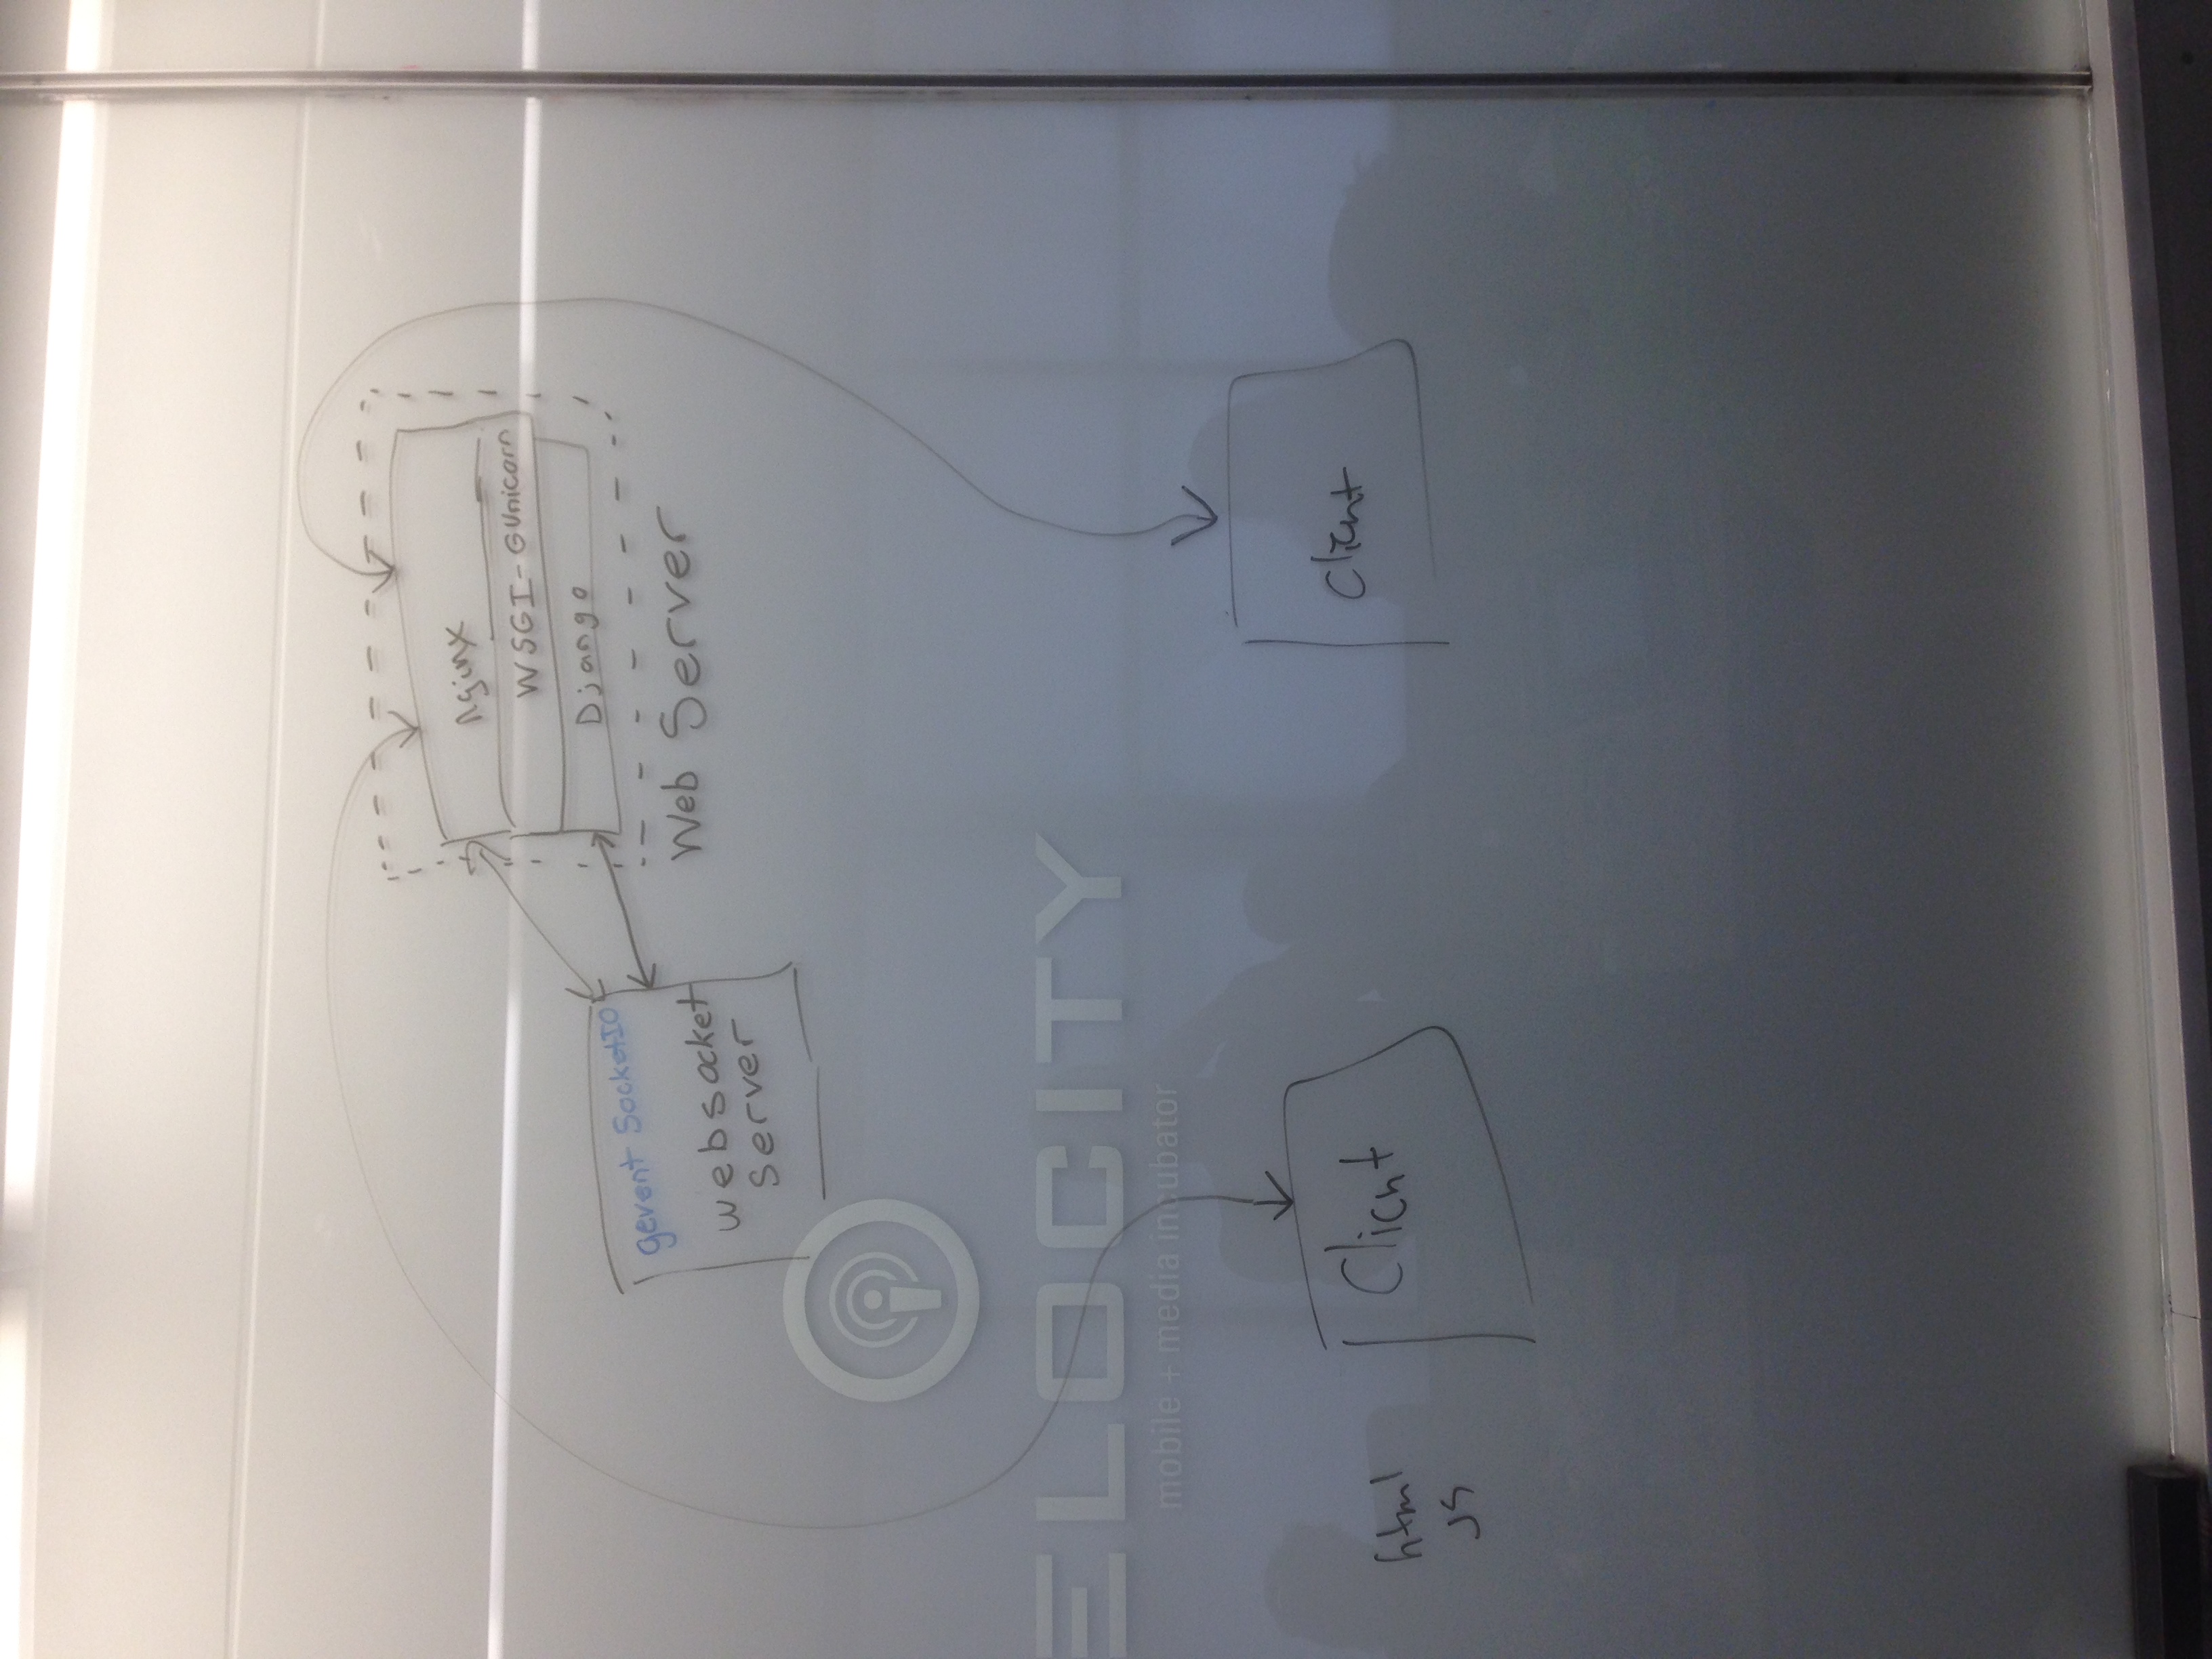 nginx
WSGI-GUnicorn
Django
Web Server
gevent SocketIO
websocket
Server
ELOCITY
mobile + media incubator
Client
Client
html
JS